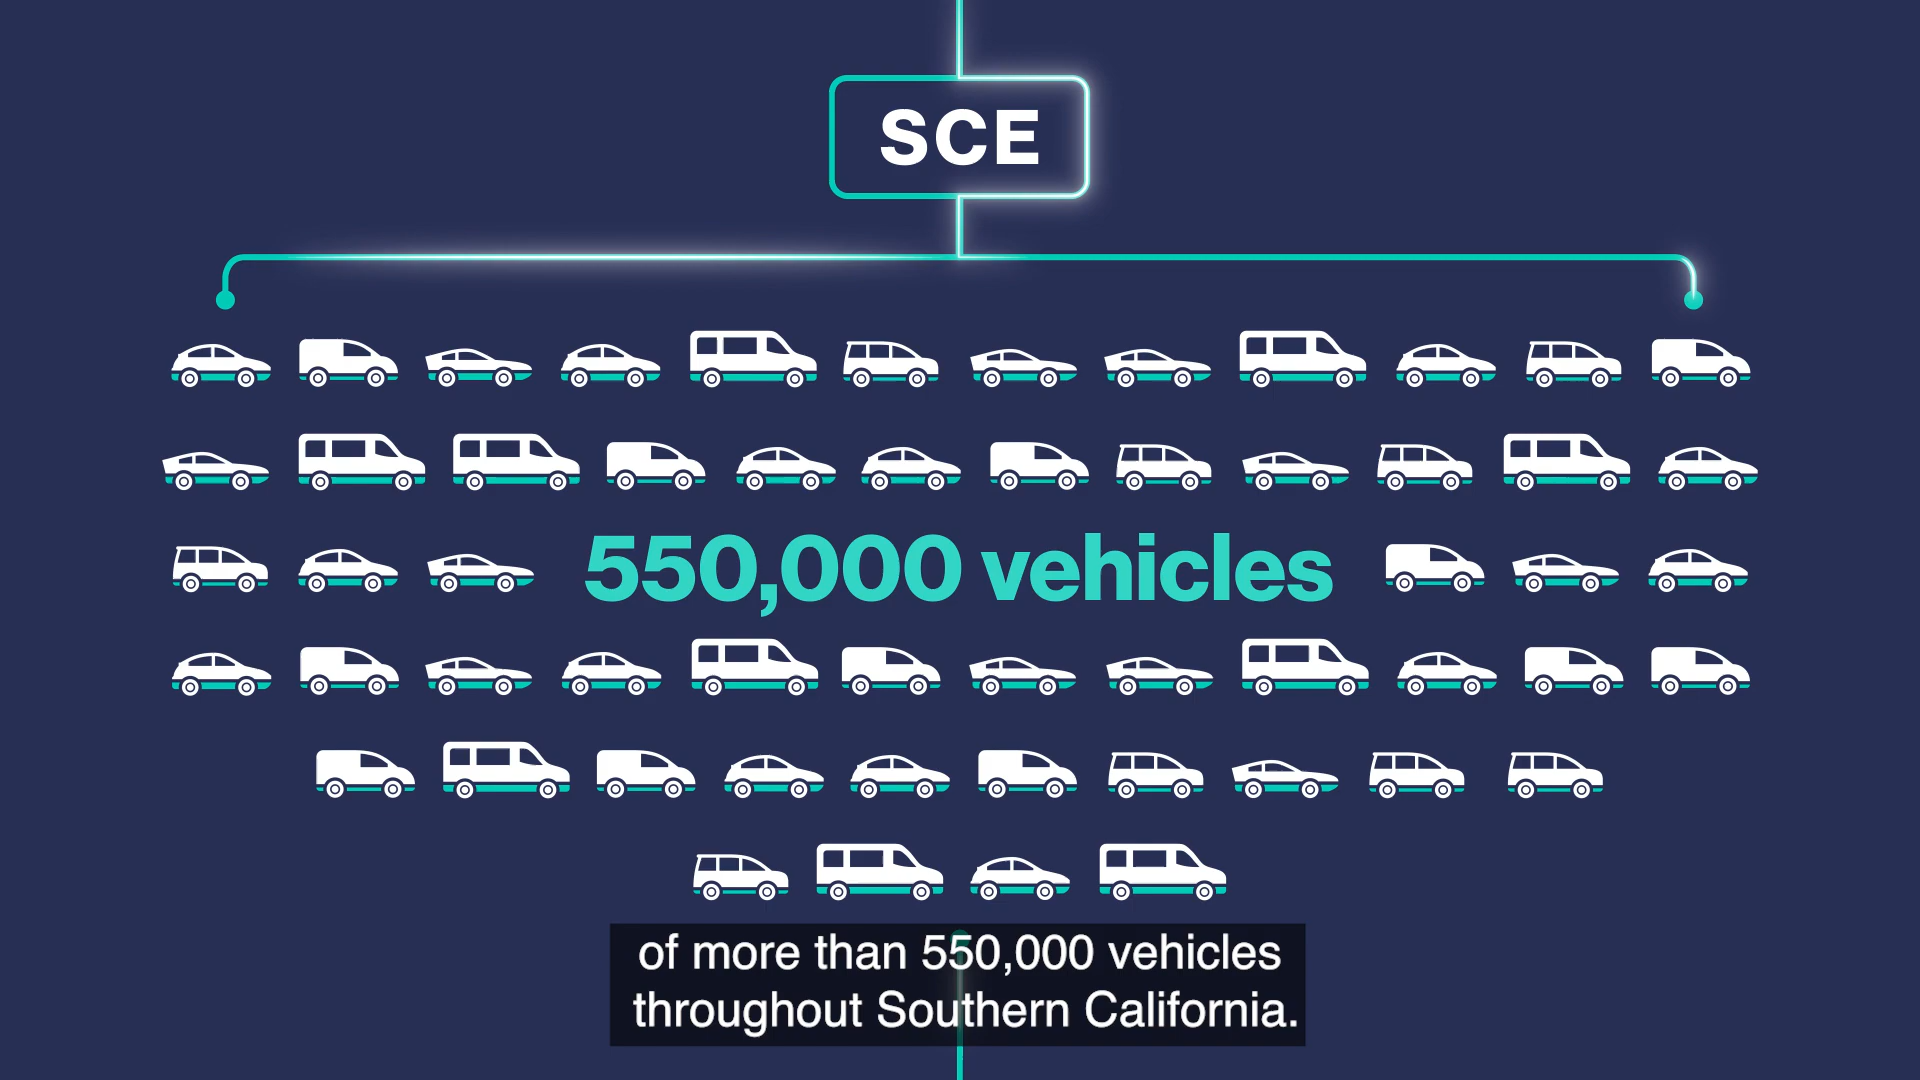 SCE
550,000 vehicles
of more than 550,000 vehicles
throughout Southern California.